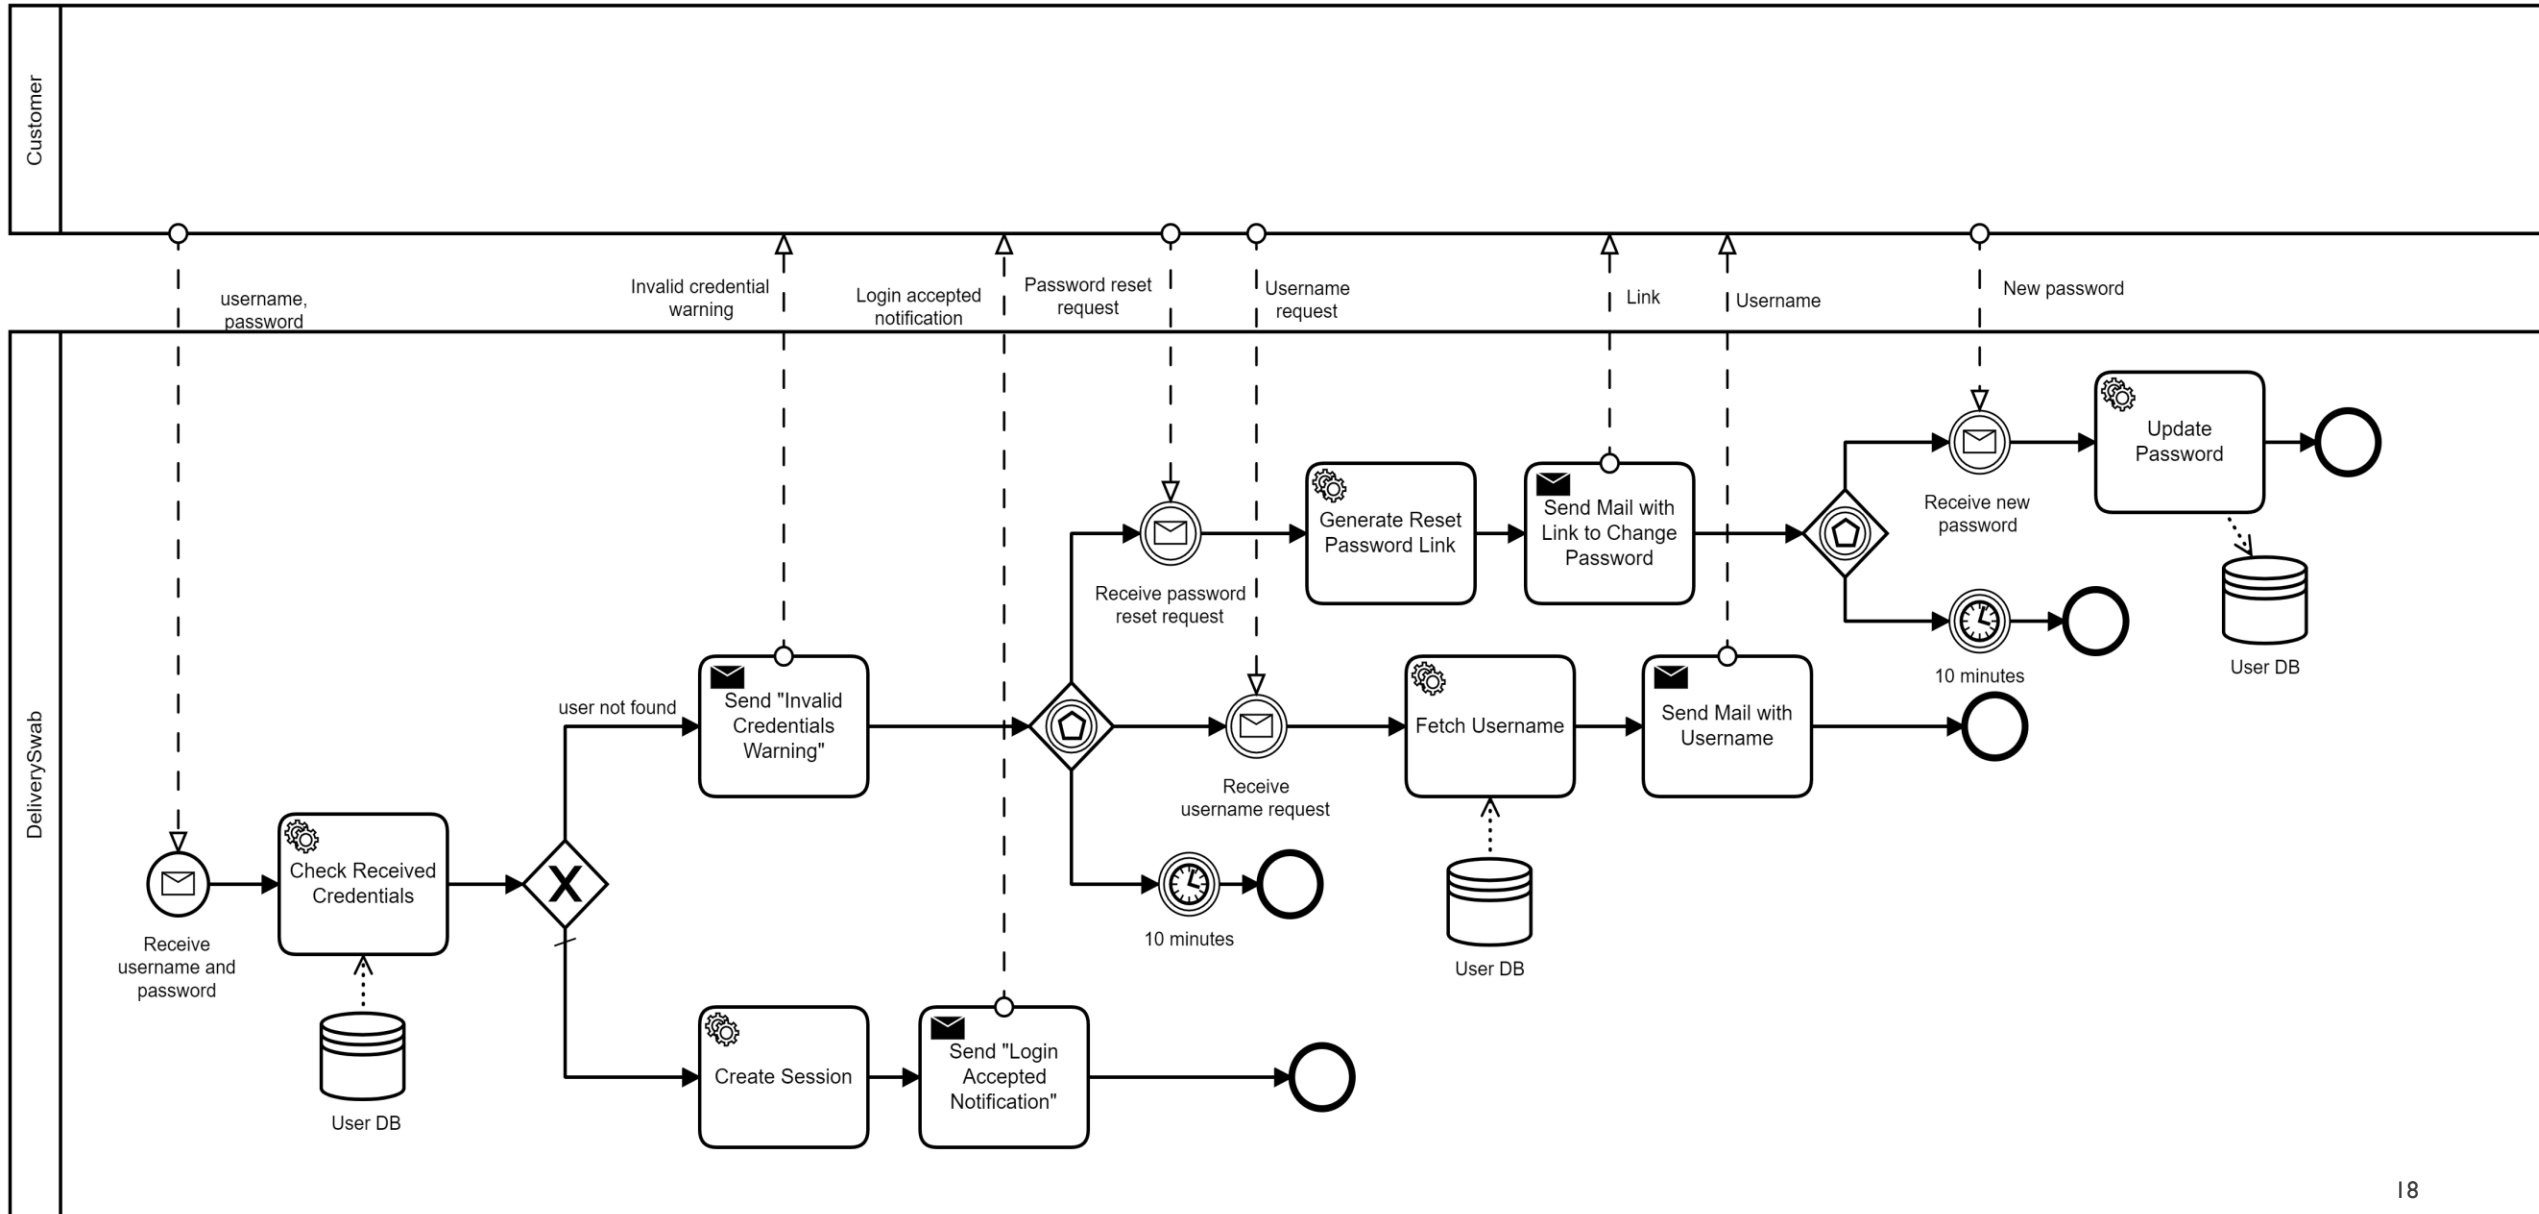 Customer
username,
password
Invalid credential
warning
Login accepted
notification
Password reset
request
Username
request
Link
Username
New password
DeliverySwab
Receive
username and
password
Check Received
Credentials
User DB
user not found
Send "Invalid
Credentials
Warning"
Create Session
Send "Login
Accepted
Notification"
Receive password
reset request
Receive
username request
10 minutes
Generate Reset
Password Link
Send Mail with
Link to Change
Password
Fetch Username
User DB
Send Mail with
Username
Receive new
password
10 minutes
Update
Password
User DB
18